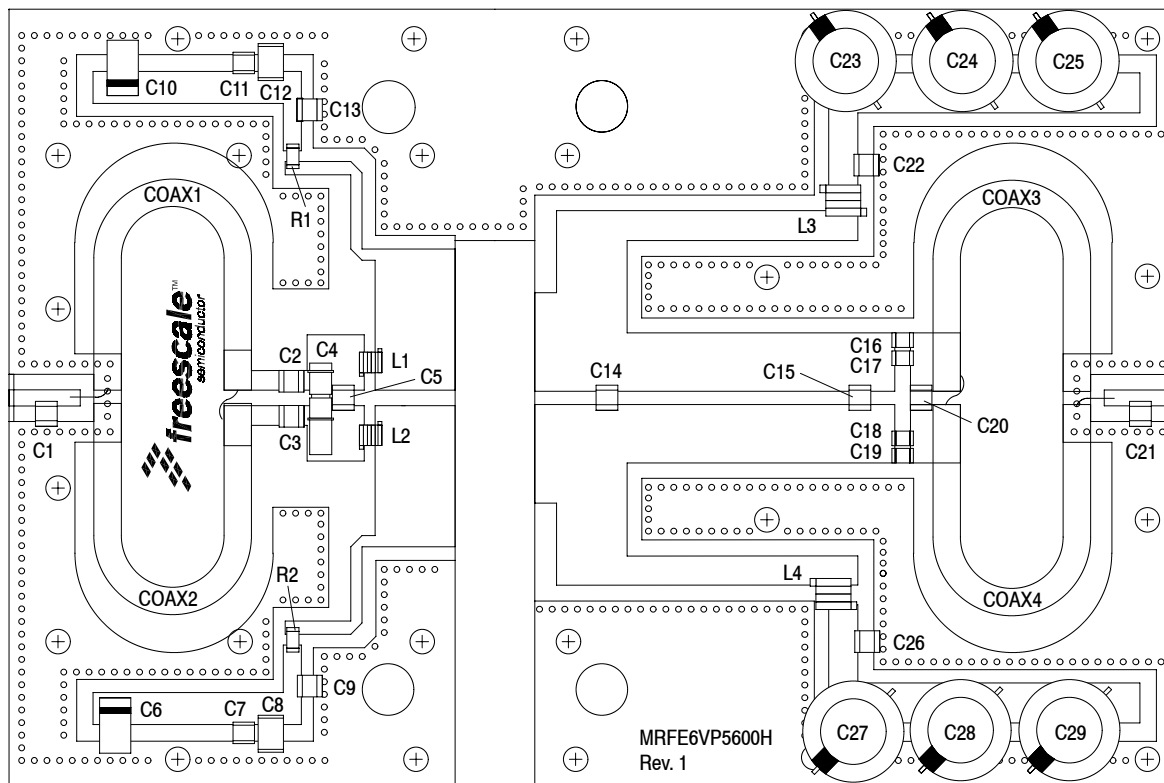 C23 C24 C25
C10 C11 C12
C13
C22
COAX1 R1 COAX3
L3
freescale™
semiconductor
C2 C4 L1
C5 C14 C15
C16
C17
C1 C3 L2
C18
C19
C20 C21
R2 L4
COAX2 COAX4
C26
C6 C7 C8 C9
MRFE6VP5600H
Rev. 1
C27 C28 C29